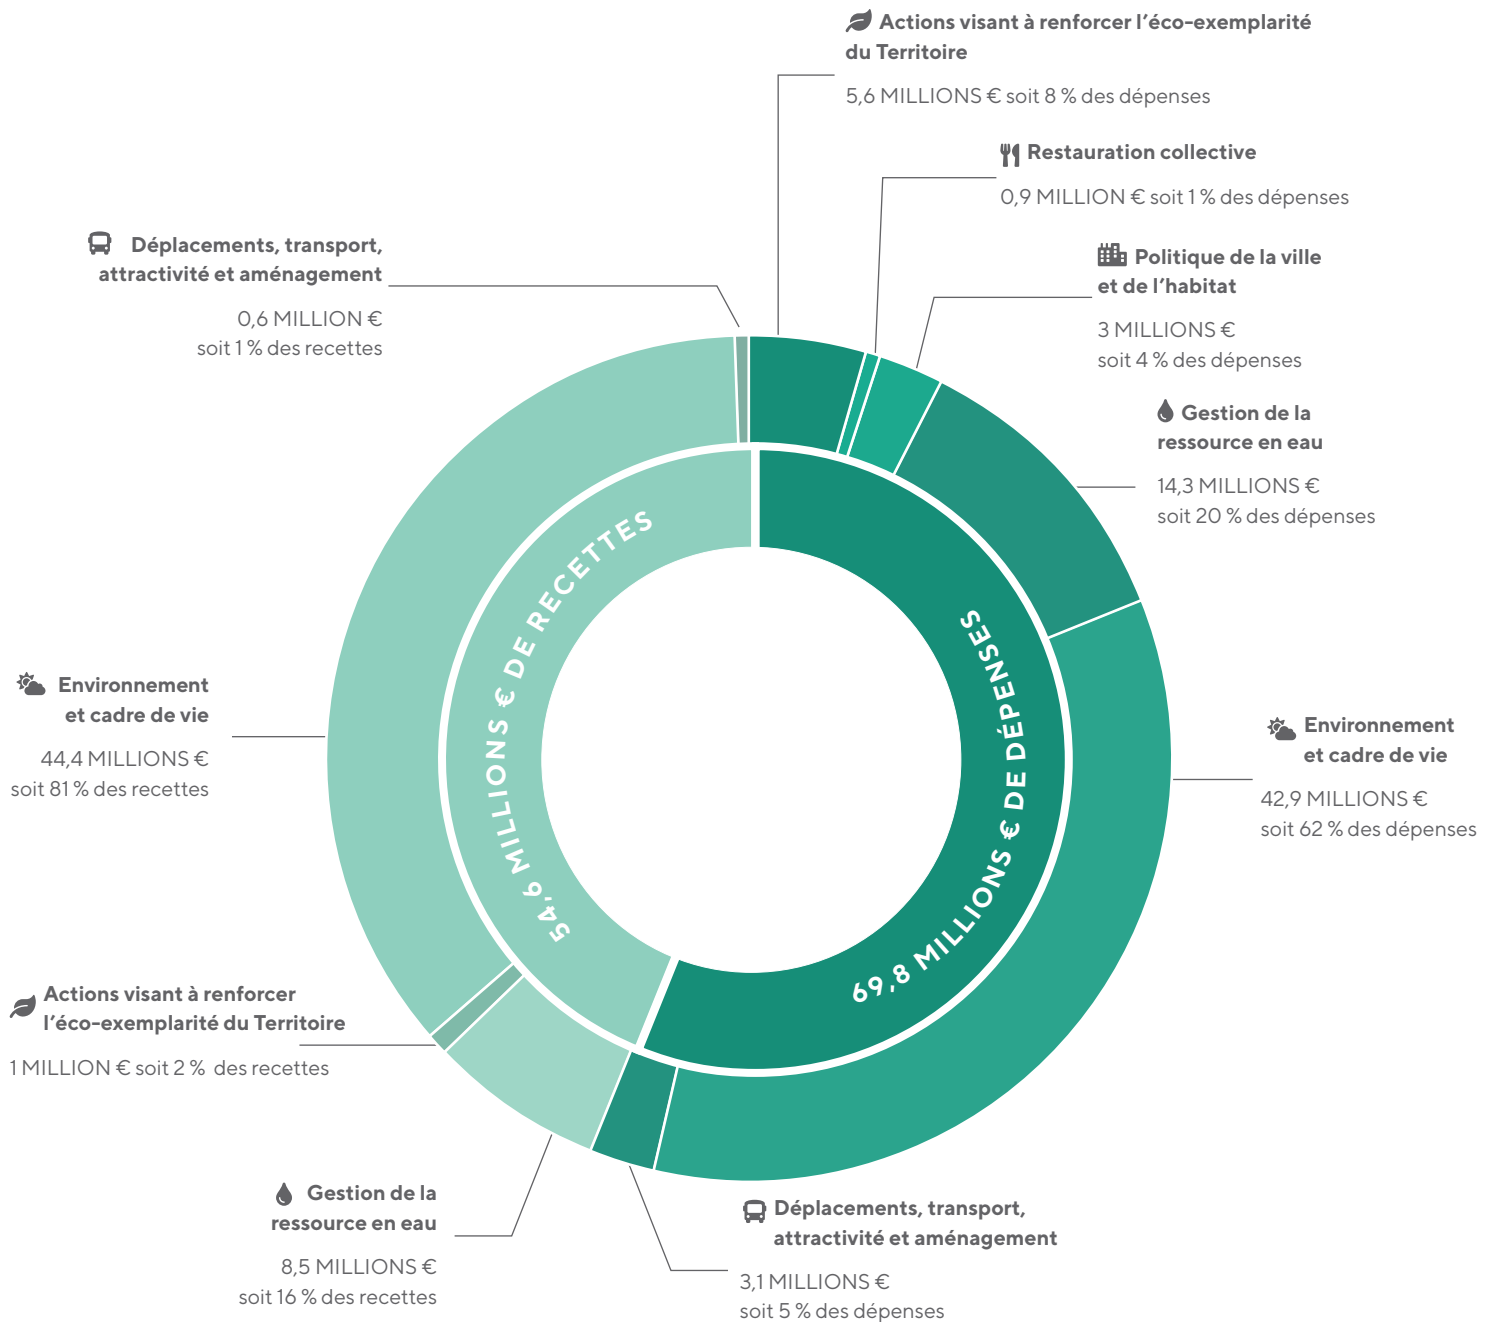 Actions visant à renforcer l'éco-exemplarité
du Territoire
5,6 MILLIONS € soit 8 % des dépenses
Restauration collective
0,9 MILLION € soit 1 % des dépenses
Politique de la ville
et de l'habitat
3 MILLIONS €
soit 4 % des dépenses
Gestion de la
ressource en eau
14,3 MILLIONS €
soit 20 % des dépenses
Environnement
et cadre de vie
42,9 MILLIONS €
soit 62 % des dépenses
Déplacements, transport,
attractivité et aménagement
3,1 MILLIONS €
soit 5 % des dépenses
69,8 MILLIONS € DE DÉPENSES
54,6 MILLIONS € DE RECETTES
Déplacements, transport,
attractivité et aménagement
0,6 MILLION €
soit 1 % des recettes
Environnement
et cadre de vie
44,4 MILLIONS €
soit 81 % des recettes
Actions visant à renforcer
l'éco-exemplarité du Territoire
1 MILLION € soit 2 % des recettes
Gestion de la
ressource en eau
8,5 MILLIONS €
soit 16 % des recettes